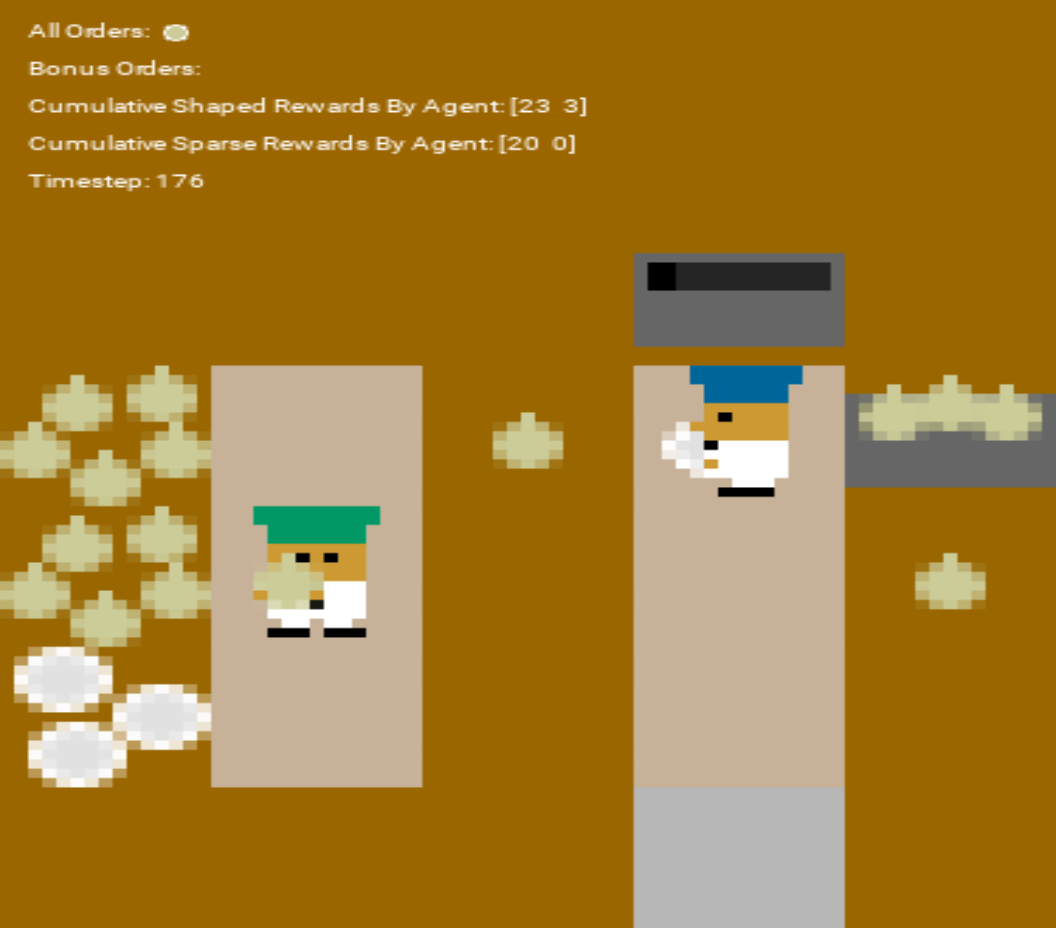 All Orders:
Bonus Orders:
Cumulative Shaped Rewards By Agent: [23 3]
Cumulative Sparse Rewards By Agent: [20 0]
Timestep: 176